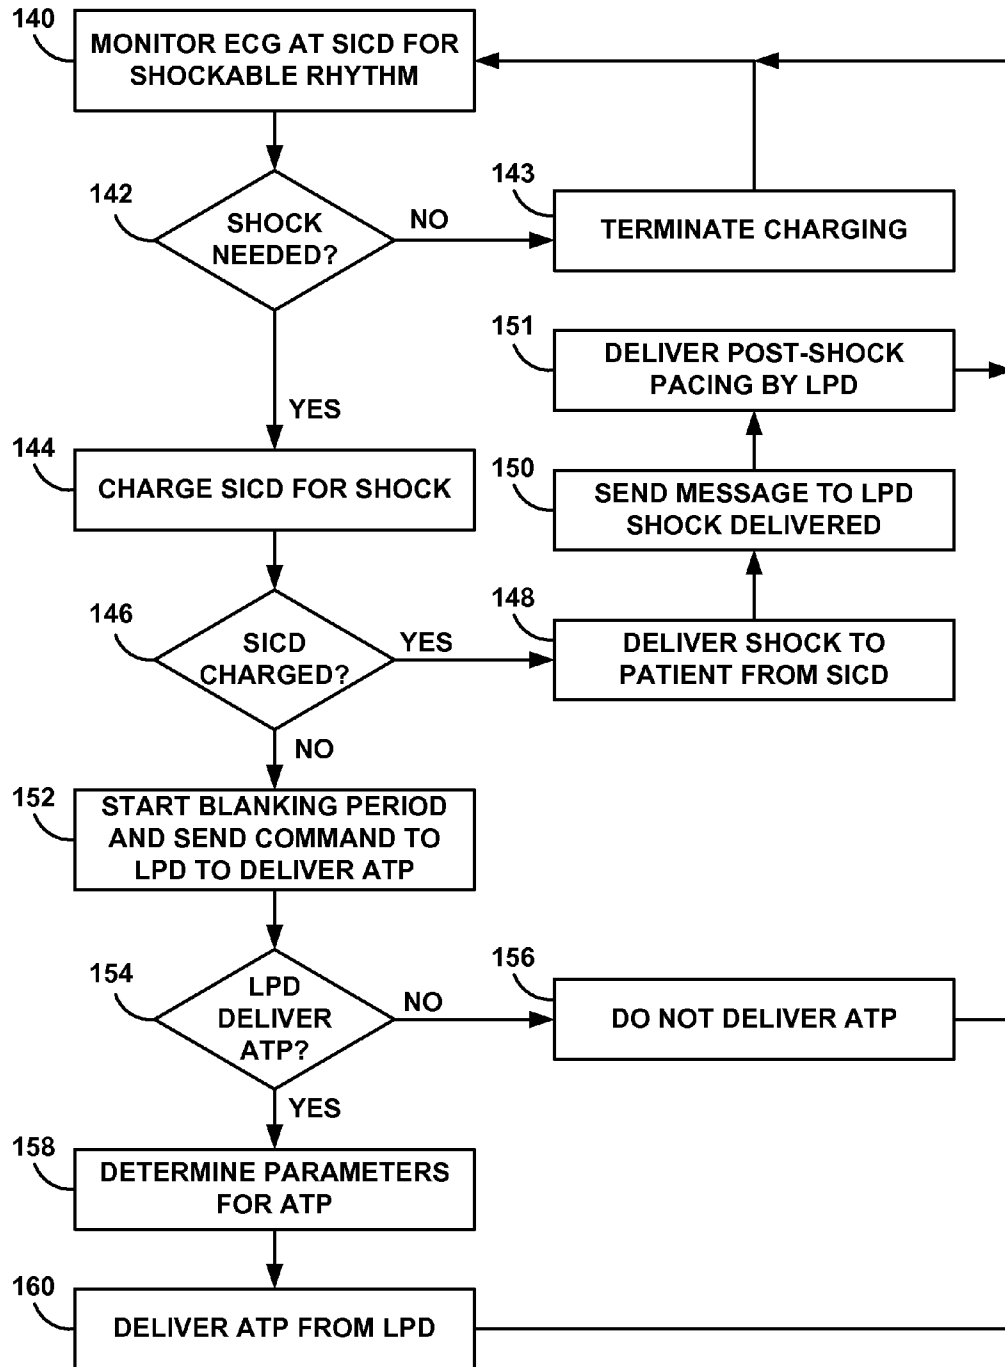 140
MONITOR ECG AT SICD FOR
SHOCKABLE RHYTHM
142
SHOCK
NEEDED?
NO
143
TERMINATE CHARGING
YES
151
DELIVER POST-SHOCK
PACING BY LPD
144
CHARGE SICD FOR SHOCK
150
SEND MESSAGE TO LPD
SHOCK DELIVERED
146
SICD
CHARGED?
YES
148
DELIVER SHOCK TO
PATIENT FROM SICD
NO
152
START BLANKING PERIOD
AND SEND COMMAND TO
LPD TO DELIVER ATP
154
LPD
DELIVER
ATP?
NO
156
DO NOT DELIVER ATP
YES
158
DETERMINE PARAMETERS
FOR ATP
160
DELIVER ATP FROM LPD